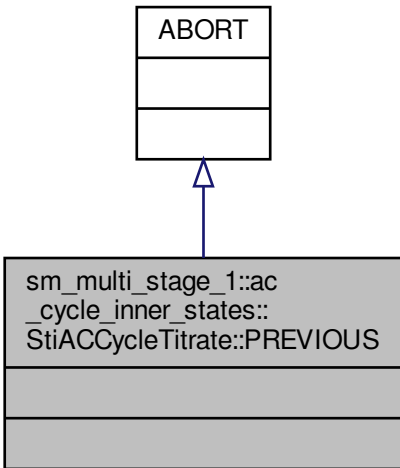 ABORT
sm_multi_stage_1::ac
_cycle_inner_states::
StiACCycleTitrate::PREVIOUS